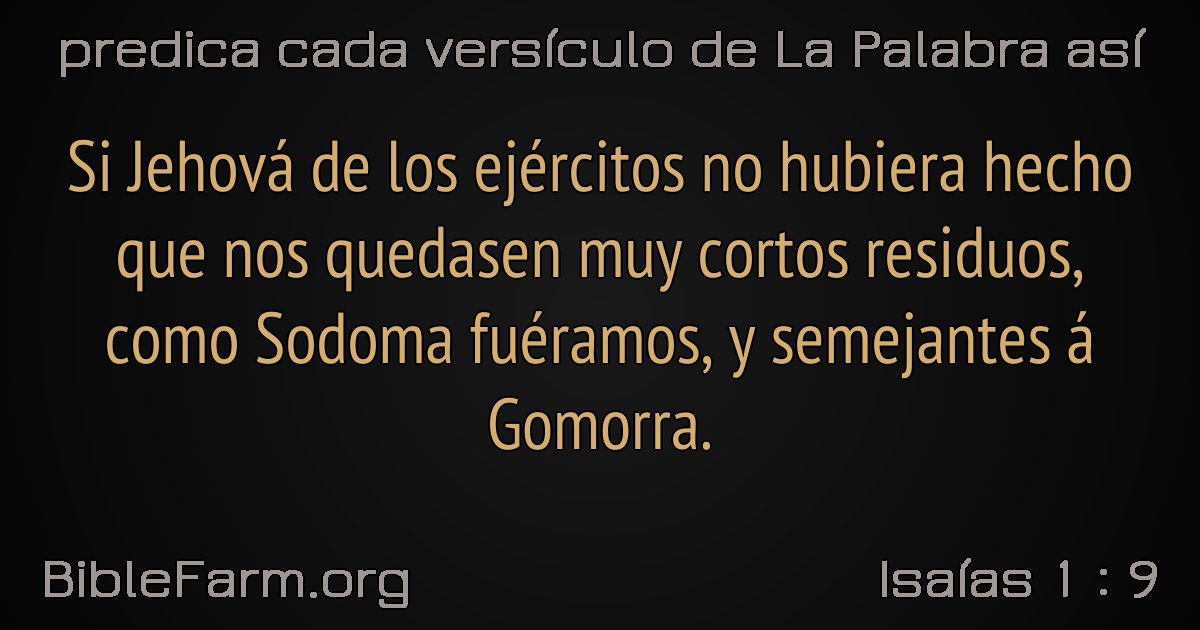 predica cada versículo de La Palabra así
Si Jehová de los ejércitos no hubiera hecho
que nos quedasen muy cortos residuos,
como Sodoma fuéramos, y semejantes á
Gomorra.
BibleFarm.org
Isaías 1 : 9